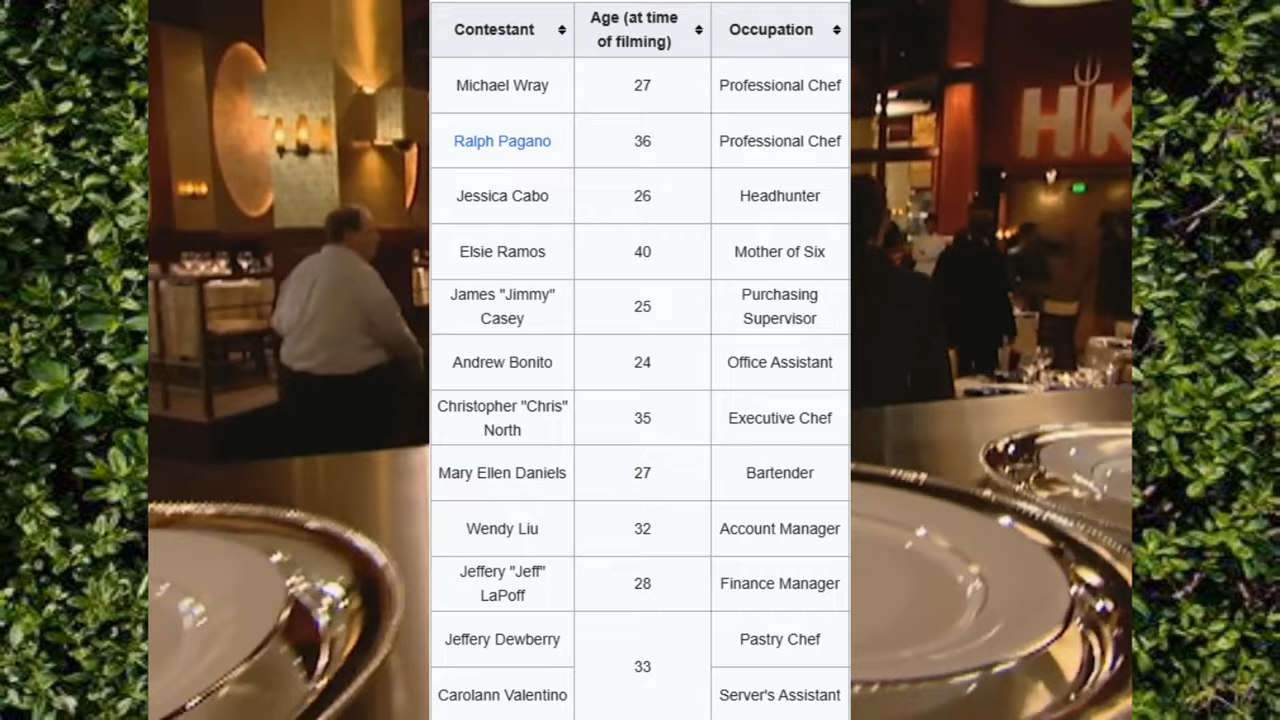 Contestant
Age (at time
of filming)
Occupation
Michael Wray
27
Professional Chef
Ralph Pagano
36
Professional Chef
Jessica Cabo
26
Headhunter
Elsie Ramos
40
Mother of Six
James "Jimmy"
Casey
25
Purchasing
Supervisor
Andrew Bonito
24
Office Assistant
Christopher "Chris"
North
35
Executive Chef
Mary Ellen Daniels
27
Bartender
Wendy Liu
32
Account Manager
Jeffery "Jeff"
LaPoff
28
Finance Manager
Jeffery Dewberry
33
Pastry Chef
Carolann Valentino
Server's Assistant
HK